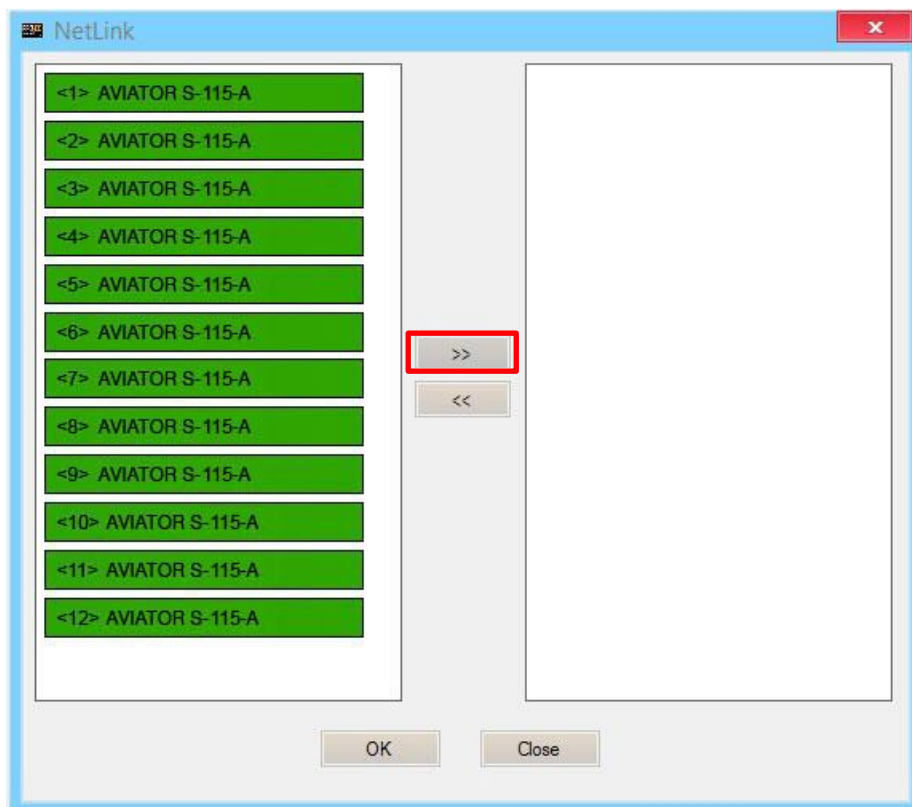 NetLink
x
<1> AVIATOR S-115-A
<2> AVIATOR S-115-A
<3> AVIATOR S-115-A
<4> AVIATOR S-115-A
<5> AVIATOR S-115-A
<6> AVIATOR S-115-A
<7> AVIATOR S-115-A
<8> AVIATOR S-115-A
<9> AVIATOR S-115-A
<10> AVIATOR S-115-A
<11> AVIATOR S-115-A
<12> AVIATOR S-115-A
>>
<<
OK
Close